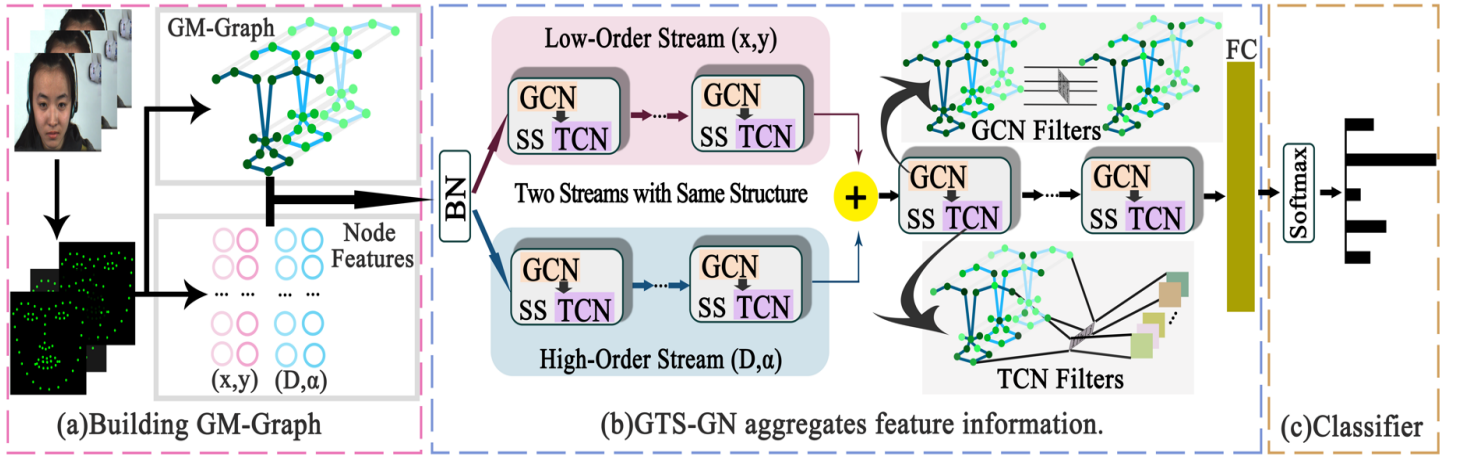 GM-Graph
Node
Features
(x,y)
(D,α)
(a)Building GM-Graph
BN
Low-Order Stream (x,y)
GCN
SS TCN
GCN
SS TCN
Two Streams with Same Structure
GCN
SS TCN
GCN
SS TCN
High-Order Stream (D,α)
+
GCN Filters
GCN
SS TCN
GCN
SS TCN
TCN Filters
FC
(b)GTS-GN aggregates feature information.
Softmax
(c)Classifier